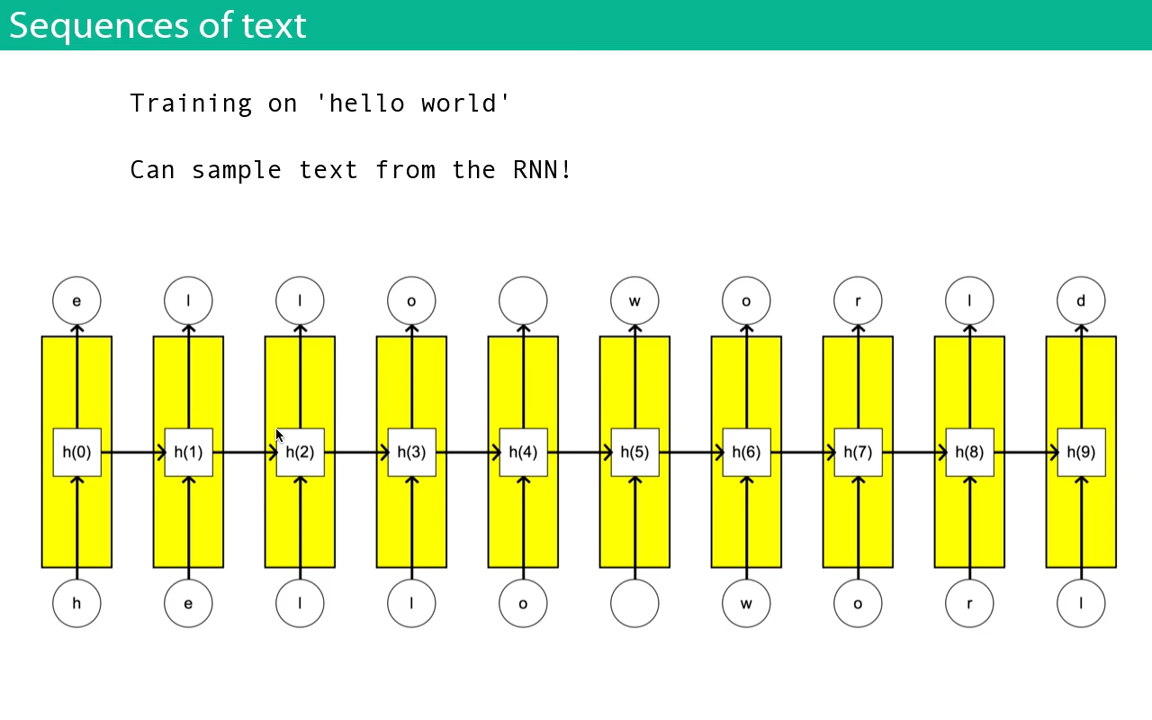 Sequences of text
Training on 'hello world'
Can sample text from the RNN!
e l l o w o r l d
h(0) h(1) h(2) h(3) h(4) h(5) h(6) h(7) h(8) h(9)
h e l l o w o r l